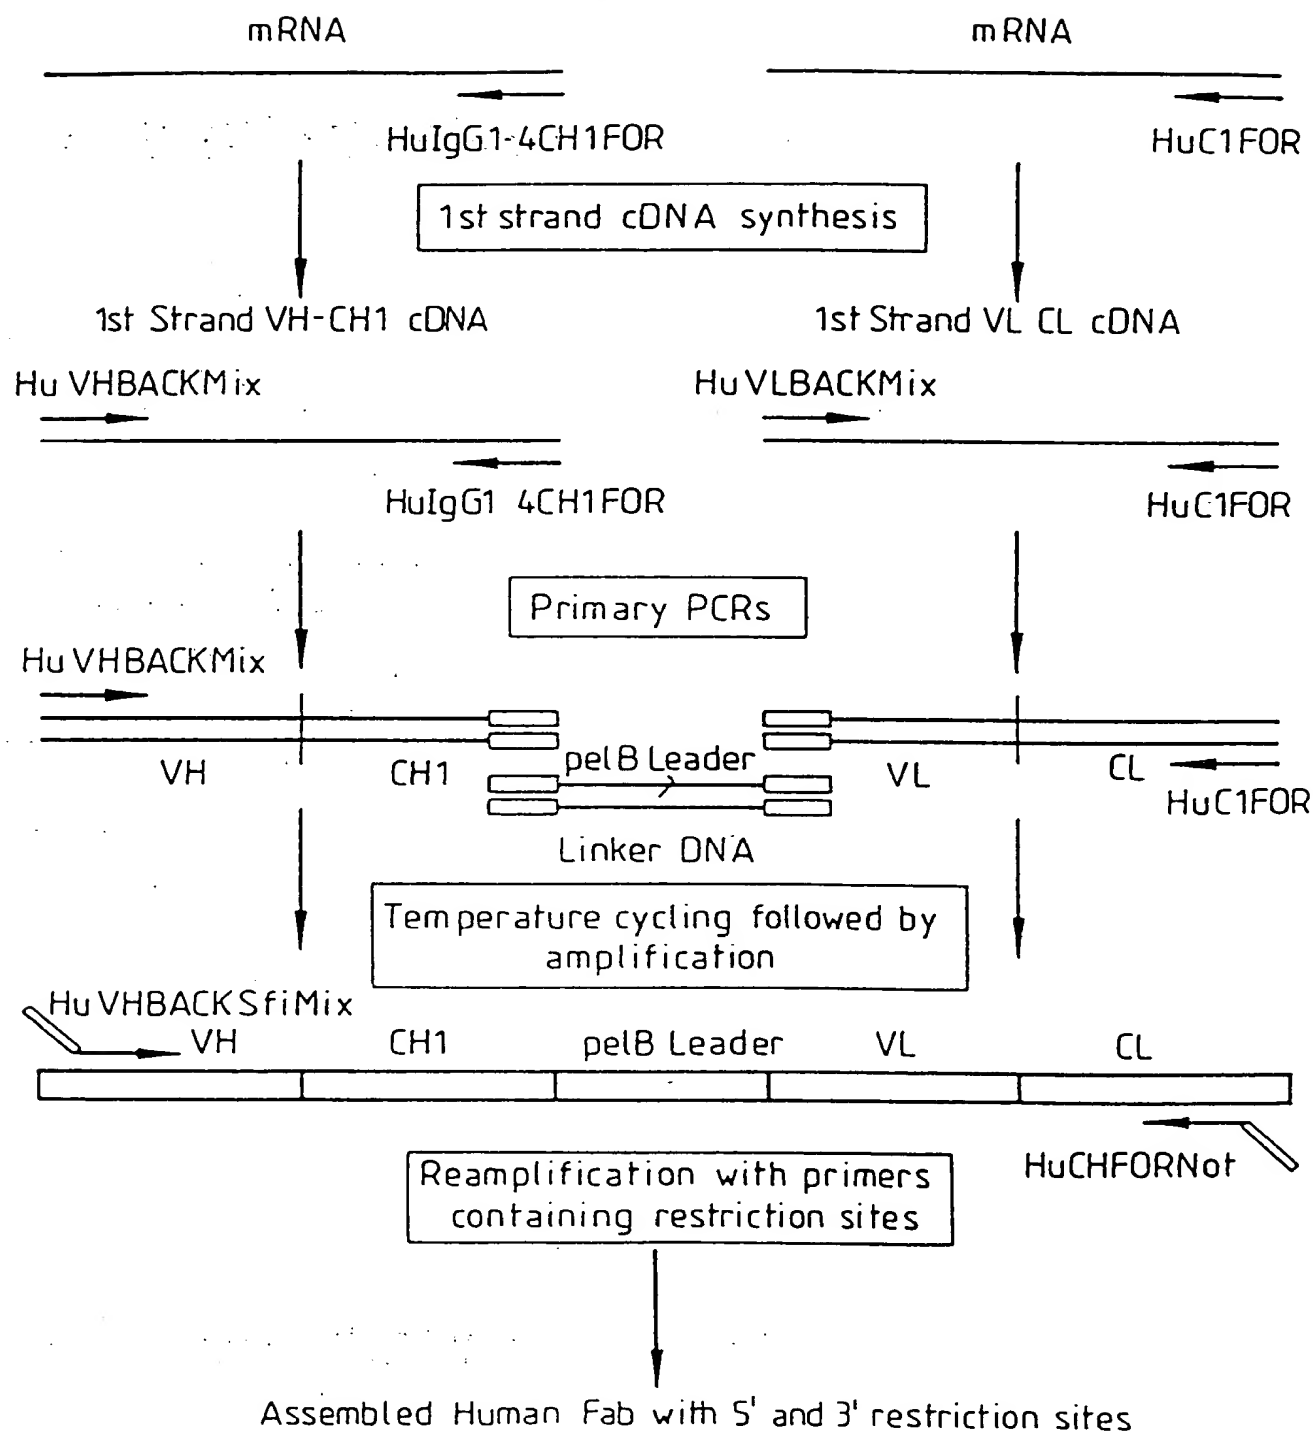 mRNA
mRNA
HuIgG1-4CH1FOR
HuC1FOR
1st strand cDNA synthesis
1st Strand VH-CH1 cDNA
1st Strand VL CL cDNA
Hu VHBACKMix
Hu VLBACKMix
HuIgG1 4CH1FOR
HuC1FOR
Primary PCRs
Hu VHBACKMix
VH
CH1
pelB Leader
VL
CL
HuC1FOR
Linker DNA
Temperature cycling followed by
amplification
HuVHBACKSfiMix
VH
CH1
pelB Leader
VL
CL
HuCHFORNot
Reamplification with primers
containing restriction sites
Assembled Human Fab with 5' and 3' restriction sites